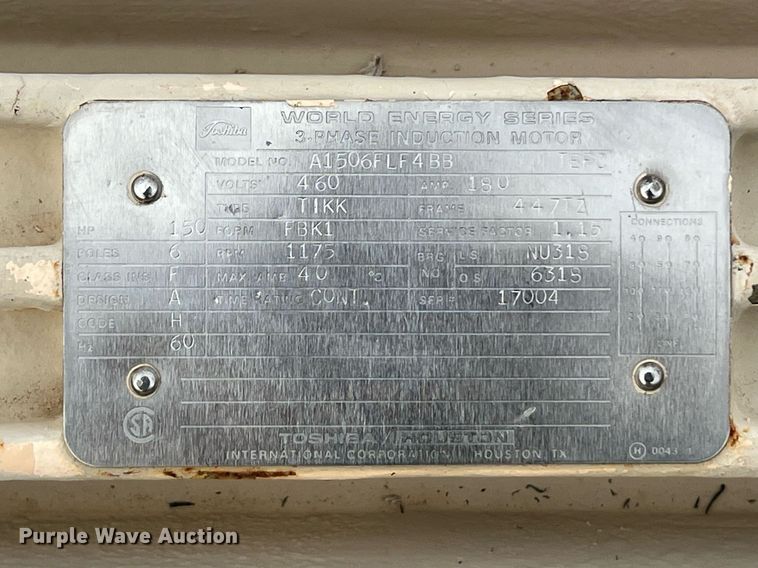 Toshiba
WORLD ENERGY SERIES
3-PHASE INDUCTION MOTOR
MODEL NO. A1506FLF4BB TEFC
VOLTS 460 AMP. 180
TYPE TIKK FRAME 447TZ
HP 150 FORM FBK1 SERVICE FACTOR 1.15
POLES 6 RPM 1175 BRG. L.S. NU318
CLASS INS. F MAX. AMB. 40 °C NO. O.S. 6318
DESIGN A TIME RATING CONT. SER.# 17004
CODE H
Hz 60
CONNECTIONS
TOSHIBA/HOUSTON
INTERNATIONAL CORPORATION HOUSTON, TX
H 0043
Purple Wave Auction